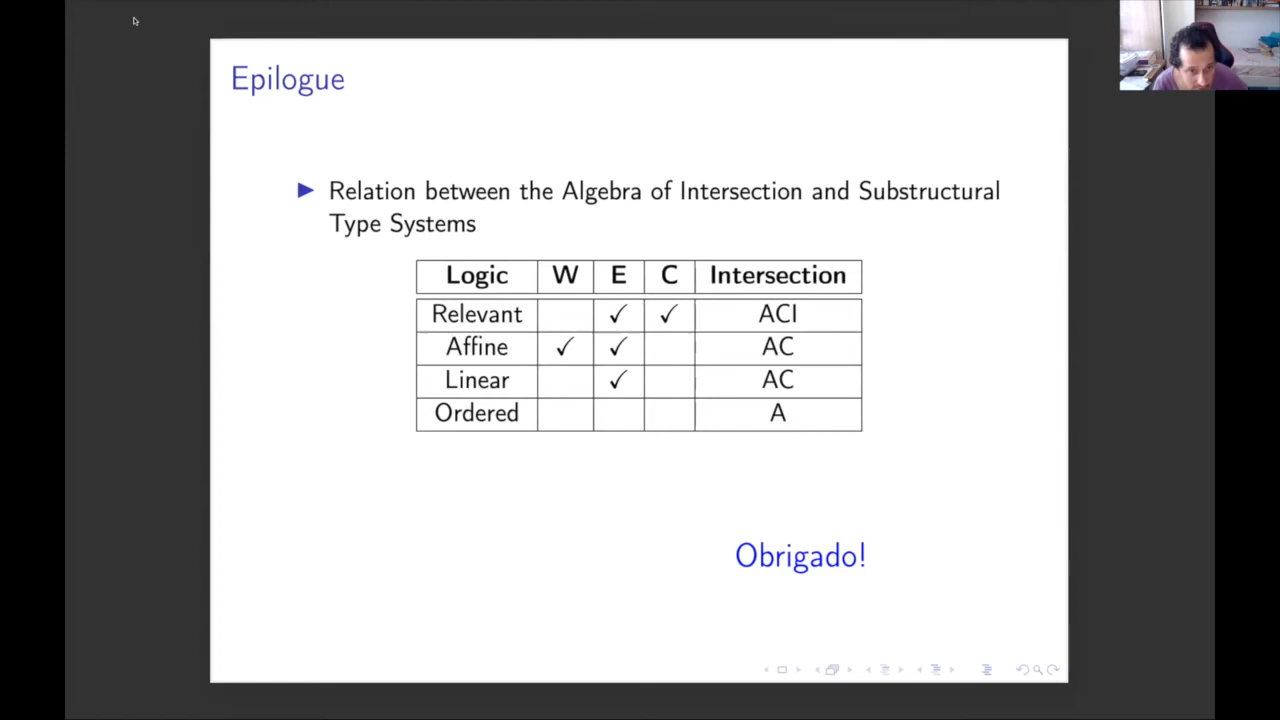 Epilogue
▶ Relation between the Algebra of Intersection and Substructural
Type Systems
Logic W E C Intersection
Relevant ✓ ✓ ACI
Affine ✓ ✓ AC
Linear ✓ AC
Ordered A
Obrigado!